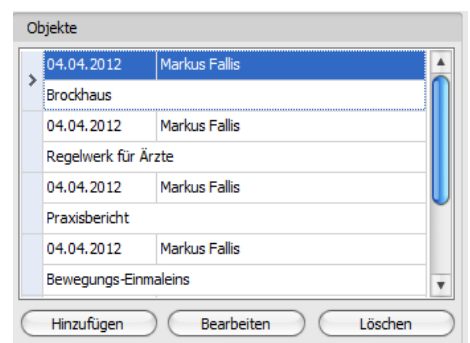 Objekte
04.04.2012 Markus Fallis
Brockhaus
04.04.2012 Markus Fallis
Regelwerk für Ärzte
04.04.2012 Markus Fallis
Praxisbericht
04.04.2012 Markus Fallis
Bewegungs-Einmaleins
Hinzufügen Bearbeiten Löschen